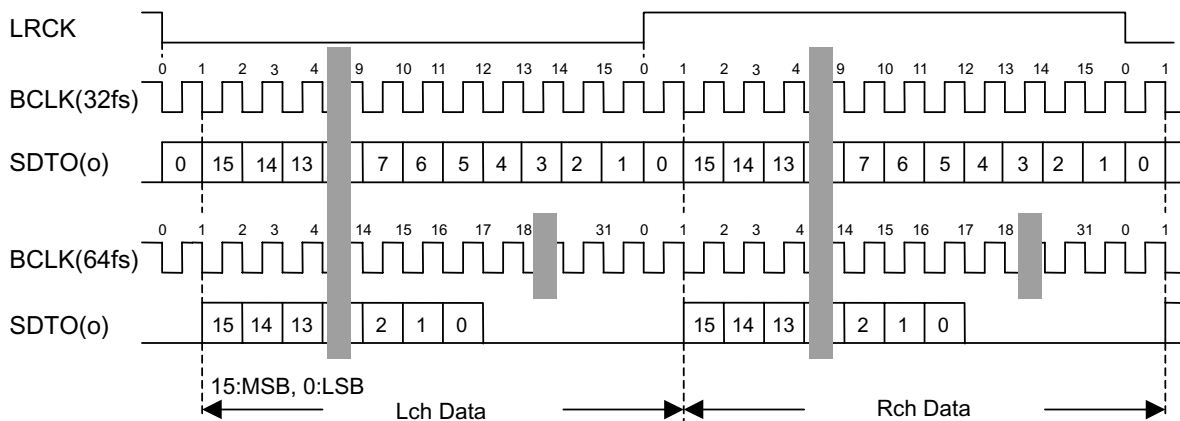 LRCK
0 1 2 3 4 9 10 11 12 13 14 15 0 1 2 3 4 9 10 11 12 13 14 15 0 1
BCLK(32fs)
SDTO(o) 0 15 14 13 7 6 5 4 3 2 1 0 15 14 13 7 6 5 4 3 2 1 0
0 1 2 3 4 14 15 16 17 18 31 0 1 2 3 4 14 15 16 17 18 31 0 1
BCLK(64fs)
SDTO(o) 15 14 13 2 1 0 15 14 13 2 1 0
15:MSB, 0:LSB
Lch Data Rch Data